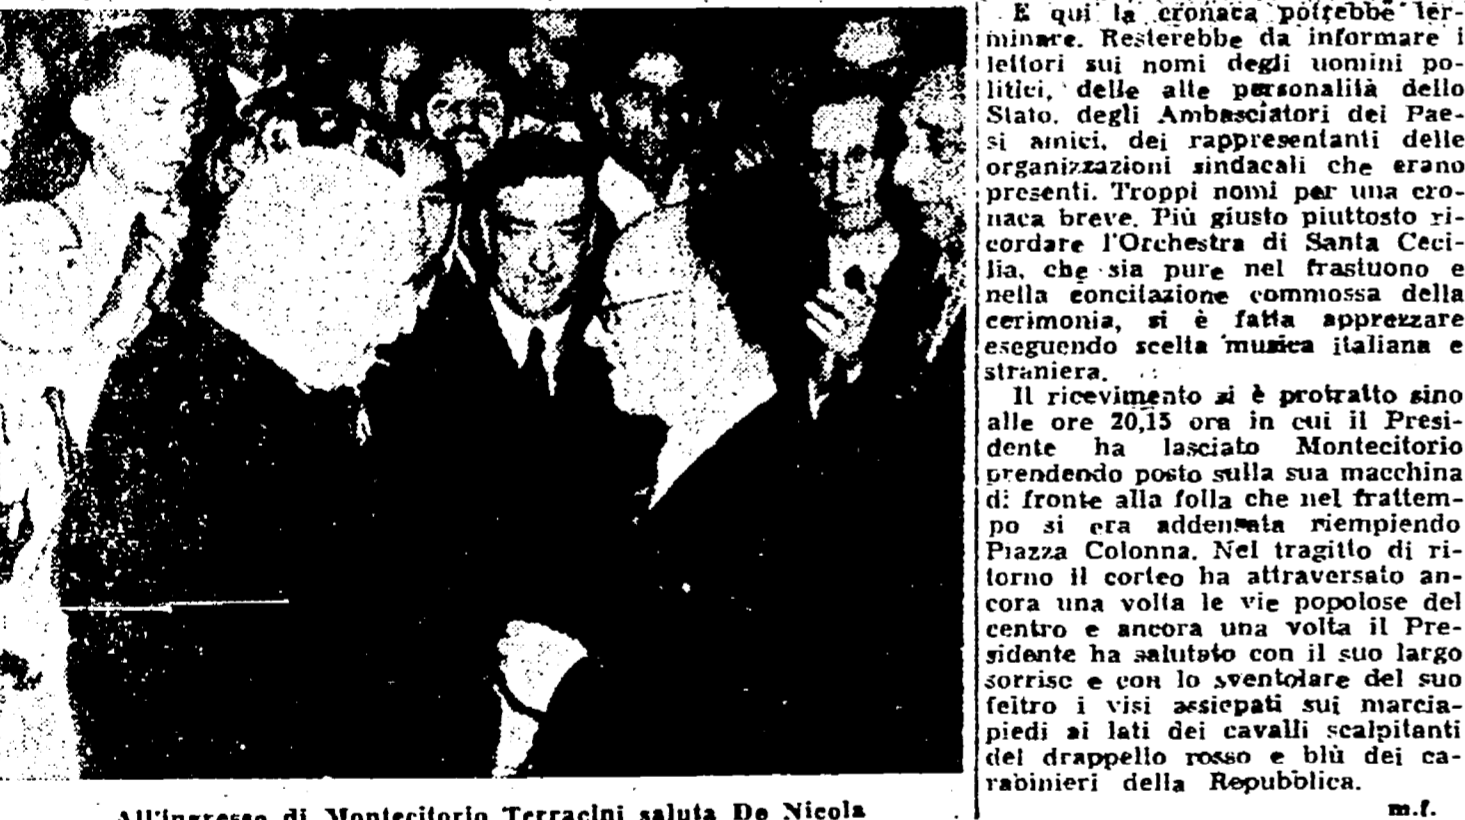 E qui la cronaca potrebbe ter-
minare. Resterebbe da informare i
lettori sui nomi degli uomini po-
litici, delle alte personalità dello
Stato, degli Ambasciatori dei Pae-
si amici, dei rappresentanti delle
organizzazioni sindacali che erano
presenti. Troppi nomi per una cro-
naca breve. Più giusto piuttosto ri-
cordare l'Orchestra di Santa Ceci-
lia, che sia pure nel frastuono e
nella concitazione commossa della
cerimonia, si è fatta apprezzare
eseguendo scelta musica italiana e
straniera.
Il ricevimento si è protratto sino
alle ore 20,15 ora in cui il Presi-
dente ha lasciato Montecitorio
prendendo posto sulla sua macchina
di fronte alla folla che nel frattem-
po si era addensata riempiendo
Piazza Colonna. Nel tragitto di ri-
torno il corteo ha attraversato an-
cora una volta le vie popolose del
centro e ancora una volta il Pre-
sidente ha salutato con il suo largo
sorriso e con lo sventolare del suo
feltro i visi assiepati sui marcia-
piedi ai lati dei cavalli scalpitanti
del drappello rosso e blù dei ca-
rabinieri della Repubblica.
m.f.
All'ingresso di Montecitorio Terracini saluta De Nicola